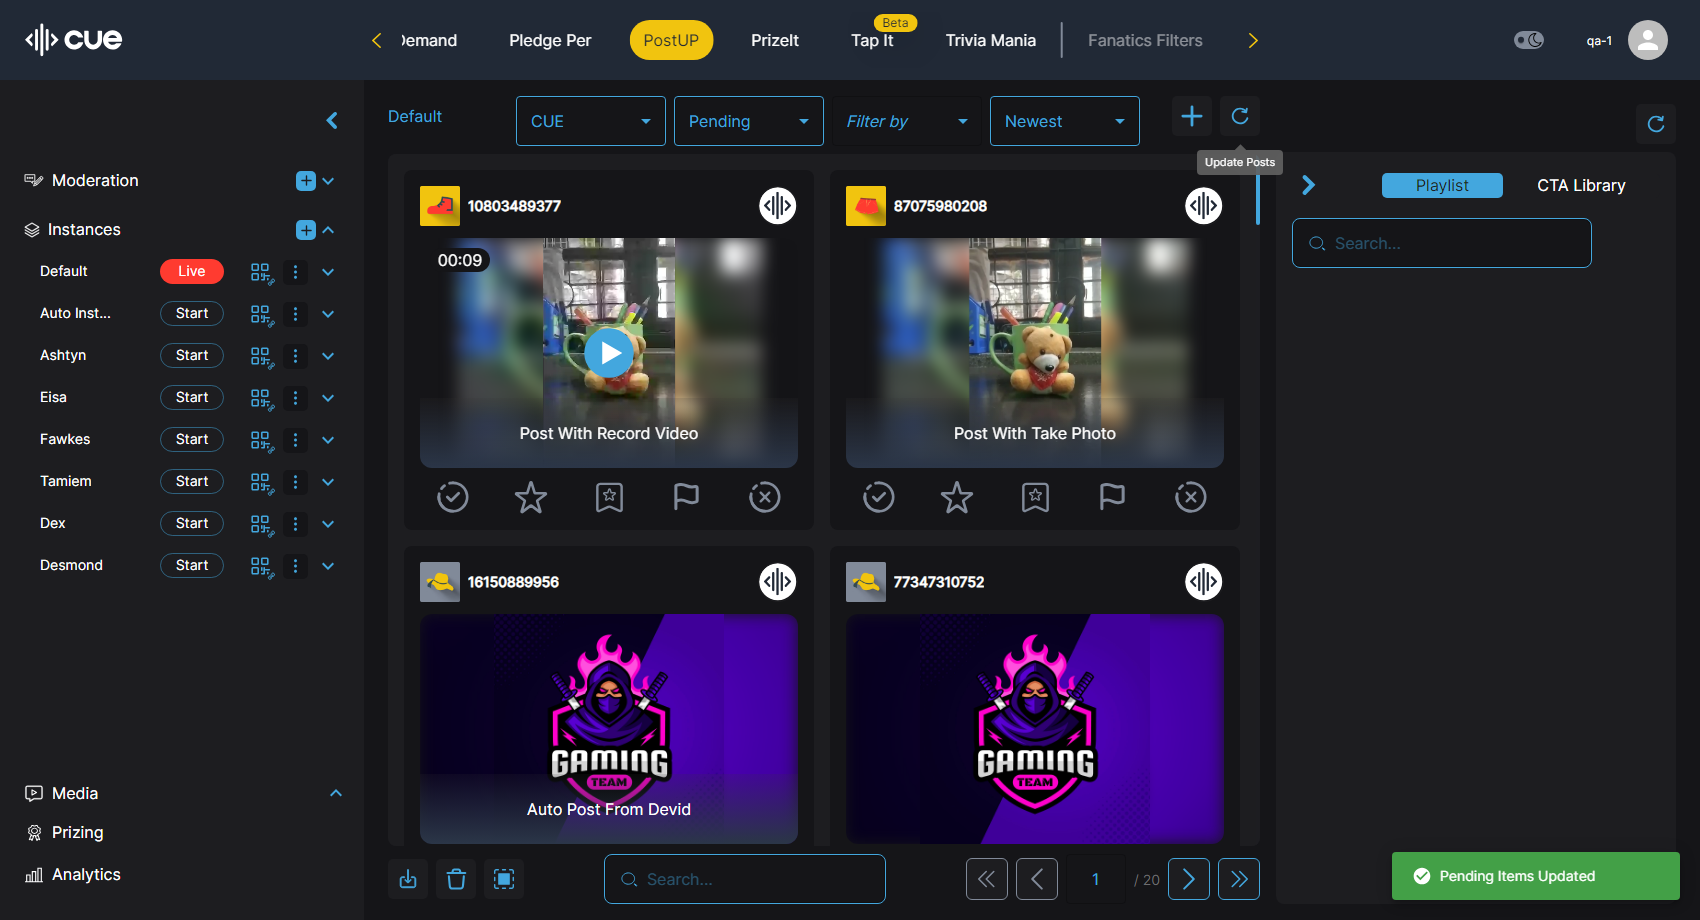 cue
Demand
Pledge Per
PostUP
PrizeIt
Tap It
Beta
Trivia Mania
Fanatics Filters
qa-1
Default
CUE
Pending
Filter by
Newest
Update Posts
Moderation
Instances
Default
Live
Auto Inst...
Start
Ashtyn
Start
Eisa
Start
Fawkes
Start
Tamiem
Start
Dex
Start
Desmond
Start
Media
Prizing
Analytics
10803489377
00:09
Post With Record Video
87075980208
Post With Take Photo
16150889956
GAMING
TEAM
Auto Post From Devid
77347310752
GAMING
TEAM
Search...
1
/ 20
Playlist
CTA Library
Search...
Pending Items Updated